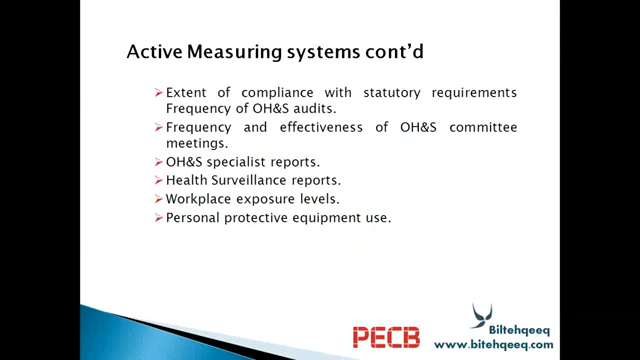 Active Measuring systems cont'd
➢Extent of compliance with statutory requirements
Frequency of OH&S audits.
➢Frequency and effectiveness of OH&S committee
meetings.
➢OH&S specialist reports.
➢Health Surveillance reports.
➢Workplace exposure levels.
➢Personal protective equipment use.
PECB
Biltehqeeq
www.bitehqeeq.com